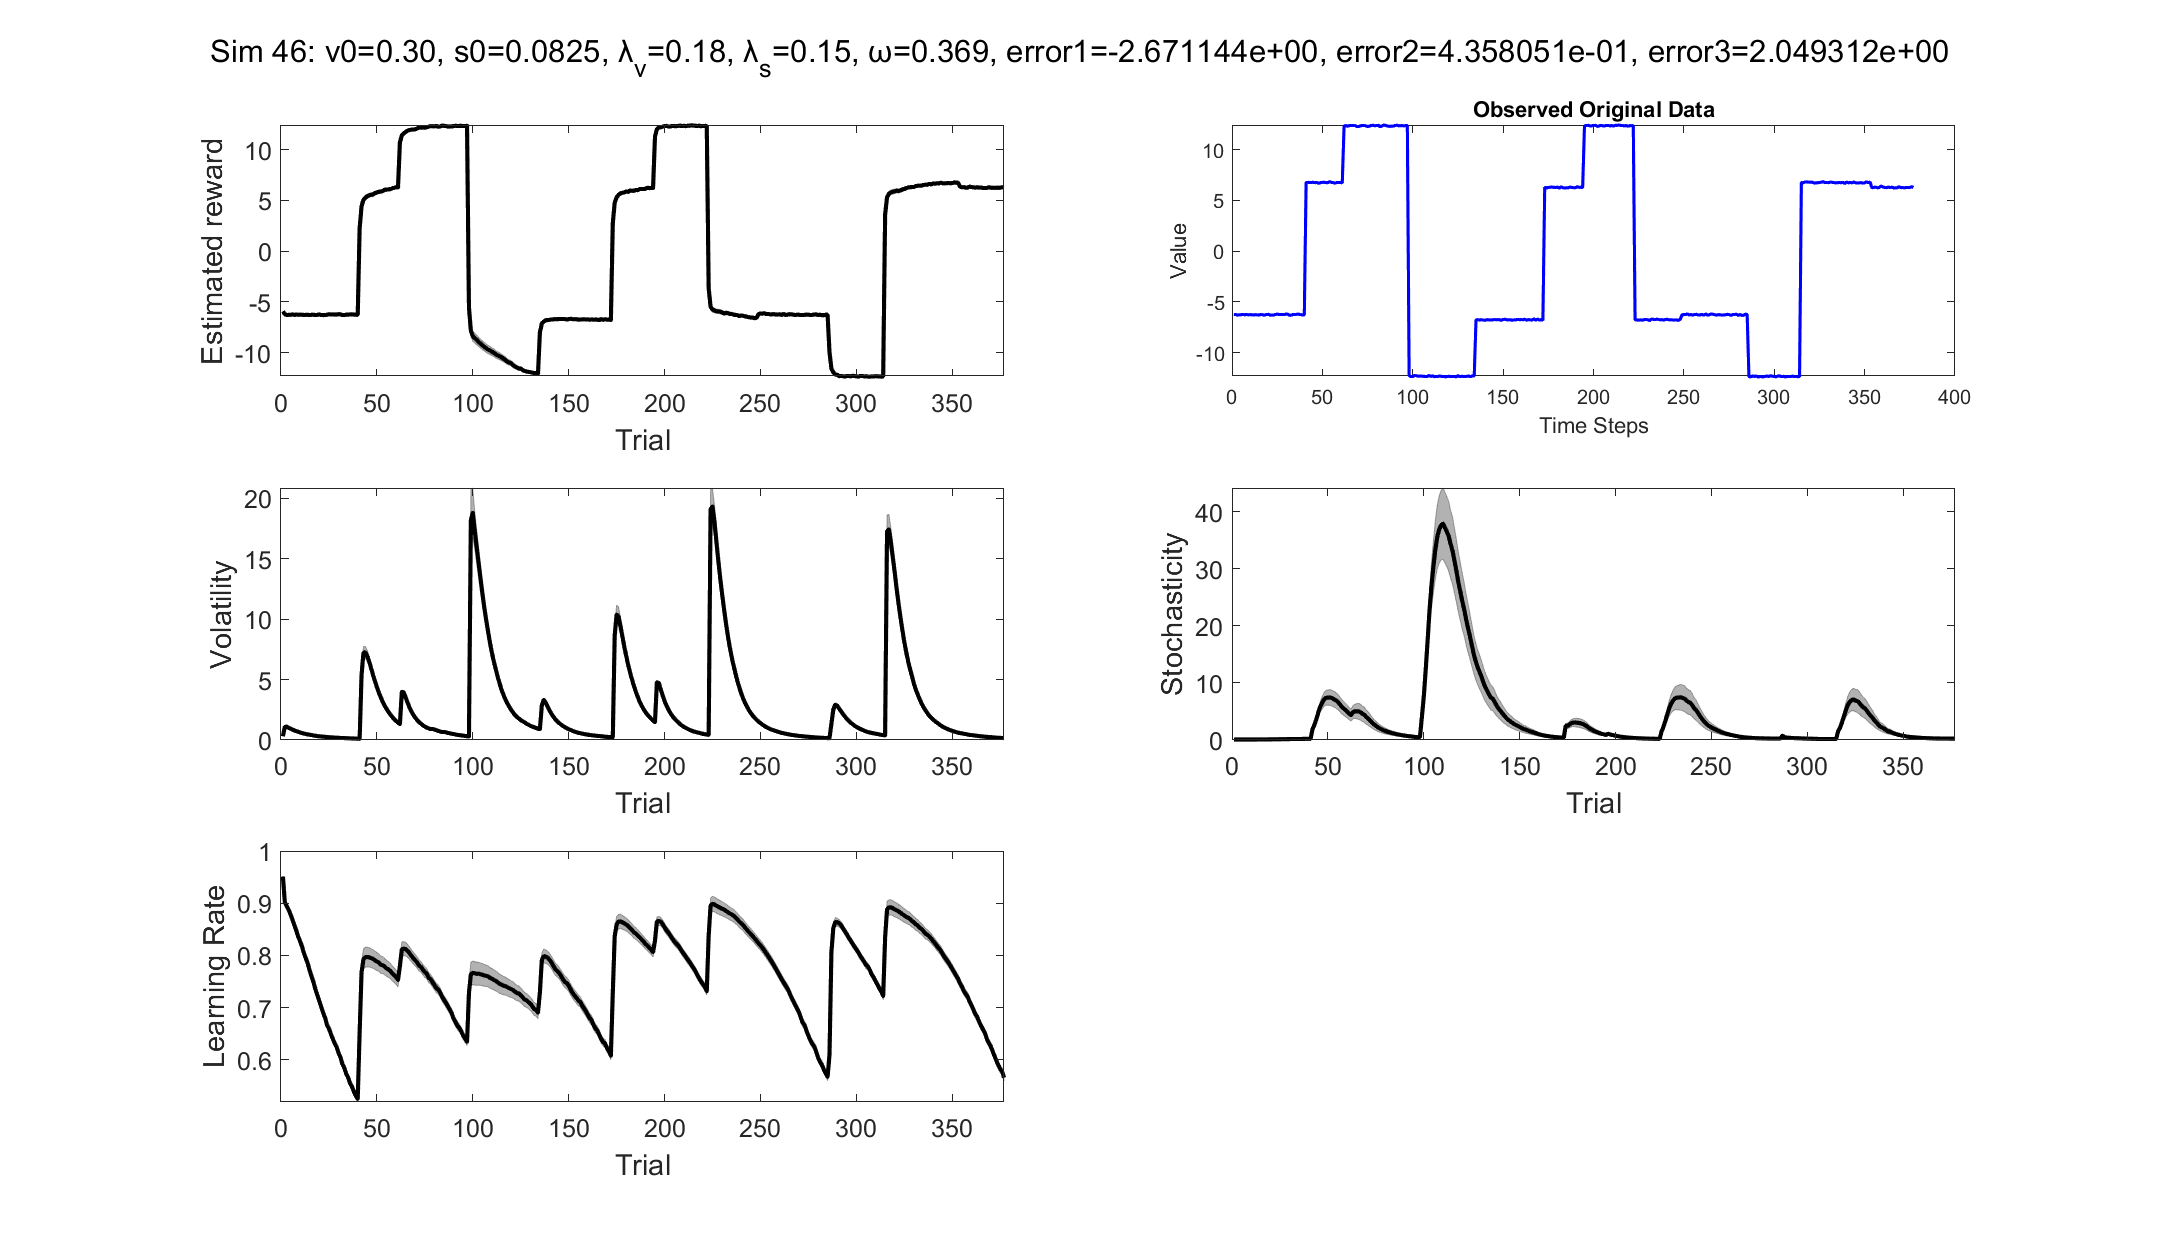 Sim 46: v0=0.30, s0=0.0825, λv=0.18, λs=0.15, ω=0.369, error1=-2.671144e+00, error2=4.358051e-01, error3=2.049312e+00
Estimated reward
10
5
0
-5
-10
0 50 100 150 200 250 300 350
Trial
Observed Original Data
Value
10
5
0
-5
-10
0 50 100 150 200 250 300 350 400
Time Steps
Volatility
20
15
10
5
0
0 50 100 150 200 250 300 350
Trial
Stochasticity
40
30
20
10
0
0 50 100 150 200 250 300 350
Trial
Learning Rate
1
0.9
0.8
0.7
0.6
0 50 100 150 200 250 300 350
Trial